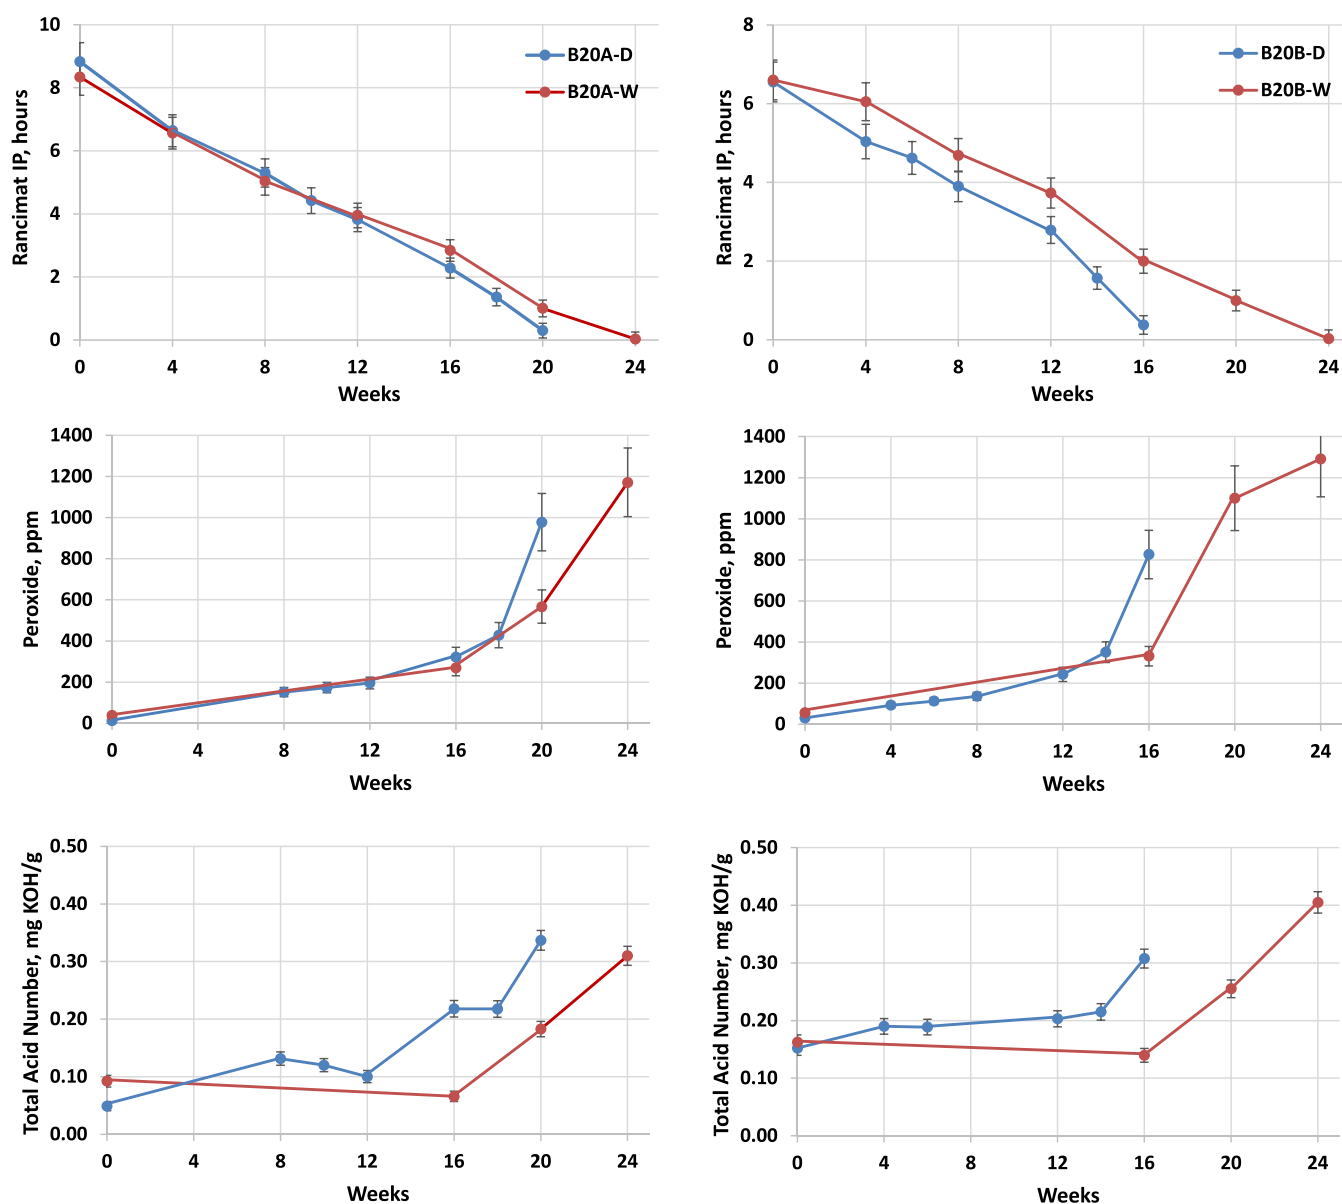 10
8
6
4
2
0
0 4 8 12 16 20 24
Rancimat IP, hours
Weeks
B20A-D
B20A-W
8
6
4
2
0
0 4 8 12 16 20 24
Rancimat IP, hours
Weeks
B20B-D
B20B-W
1400
1200
1000
800
600
400
200
0
0 4 8 12 16 20 24
Peroxide, ppm
Weeks
1400
1200
1000
800
600
400
200
0
0 4 8 12 16 20 24
Peroxide, ppm
Weeks
0.50
0.40
0.30
0.20
0.10
0.00
0 4 8 12 16 20 24
Total Acid Number, mg KOH/g
Weeks
0.50
0.40
0.30
0.20
0.10
0.00
0 4 8 12 16 20 24
Total Acid Number, mg KOH/g
Weeks